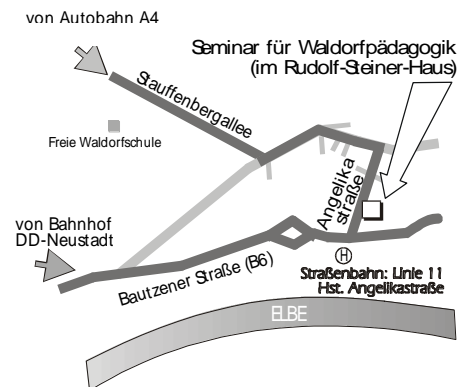 von Autobahn A4
Seminar für Waldorfpädagogik
(im Rudolf-Steiner-Haus)
Stauffenbergallee
Freie Waldorfschule
Angelika
straße
von Bahnhof
DD-Neustadt
Bautzener Straße (B6)
H
Straßenbahn: Linie 11
Hst. Angelikastraße
ELBE